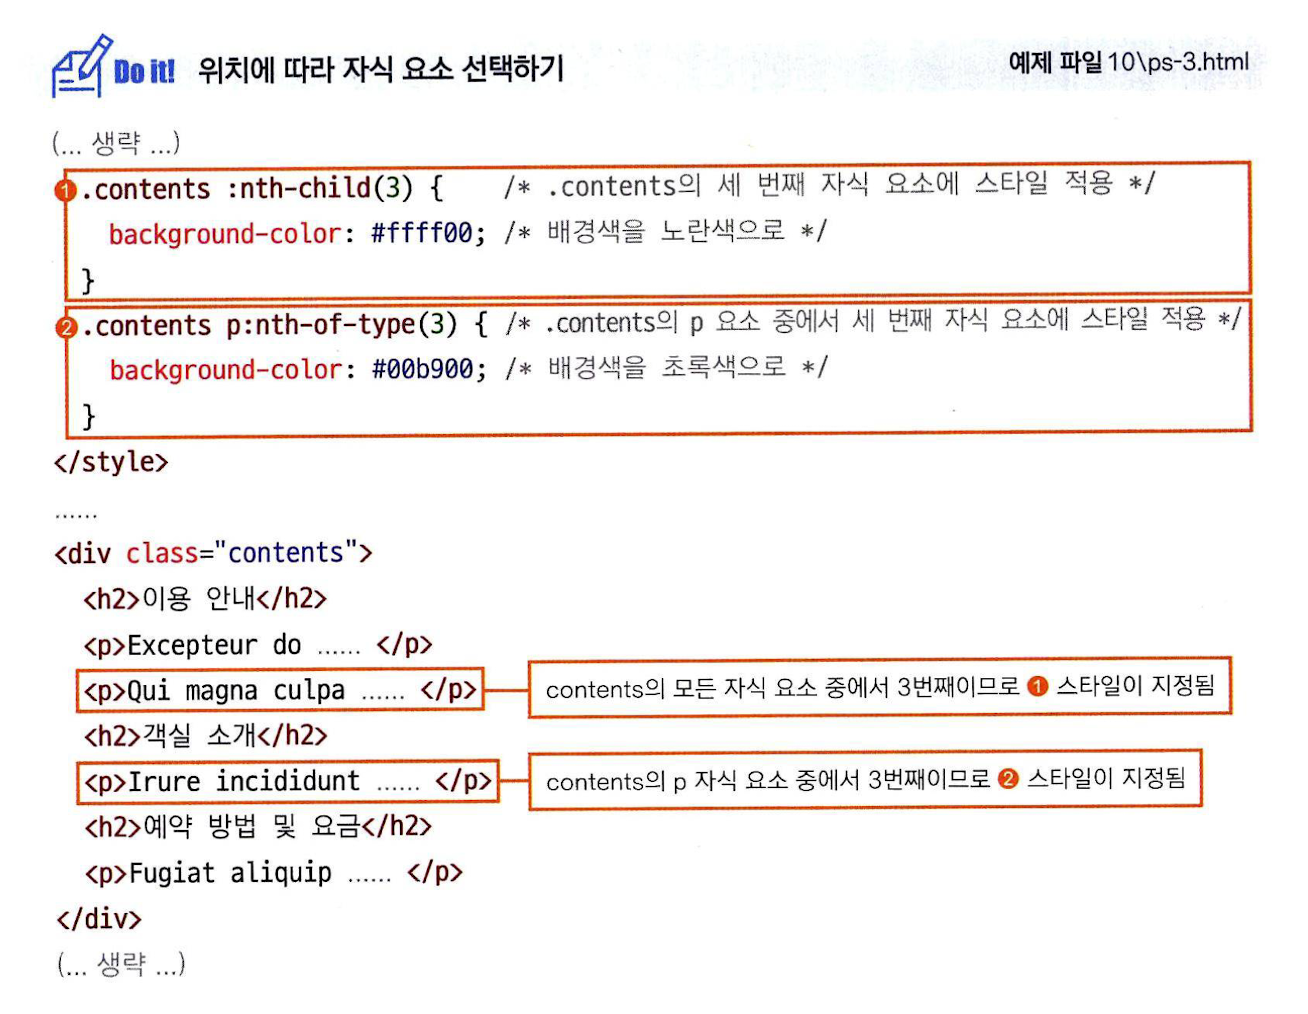 Do it! 위치에 따라 자식 요소 선택하기 예제 파일 10\ps-3.html
(... 생략 ...)
1 .contents :nth-child(3) { /* .contents의 세 번째 자식 요소에 스타일 적용 */
background-color: #ffff00; /* 배경색을 노란색으로 */
}
2 .contents p:nth-of-type(3) { /* .contents의 p 요소 중에서 세 번째 자식 요소에 스타일 적용 */
background-color: #00b900; /* 배경색을 초록색으로 */
}
</style>
......
<div class="contents">
<h2>이용 안내</h2>
<p>Excepteur do ...... </p>
<p>Qui magna culpa ...... </p> contents의 모든 자식 요소 중에서 3번째이므로 1 스타일이 지정됨
<h2>객실 소개</h2>
<p>Irure incididunt ...... </p> contents의 p 자식 요소 중에서 3번째이므로 2 스타일이 지정됨
<h2>예약 방법 및 요금</h2>
<p>Fugiat aliquip ...... </p>
</div>
(... 생략 ...)